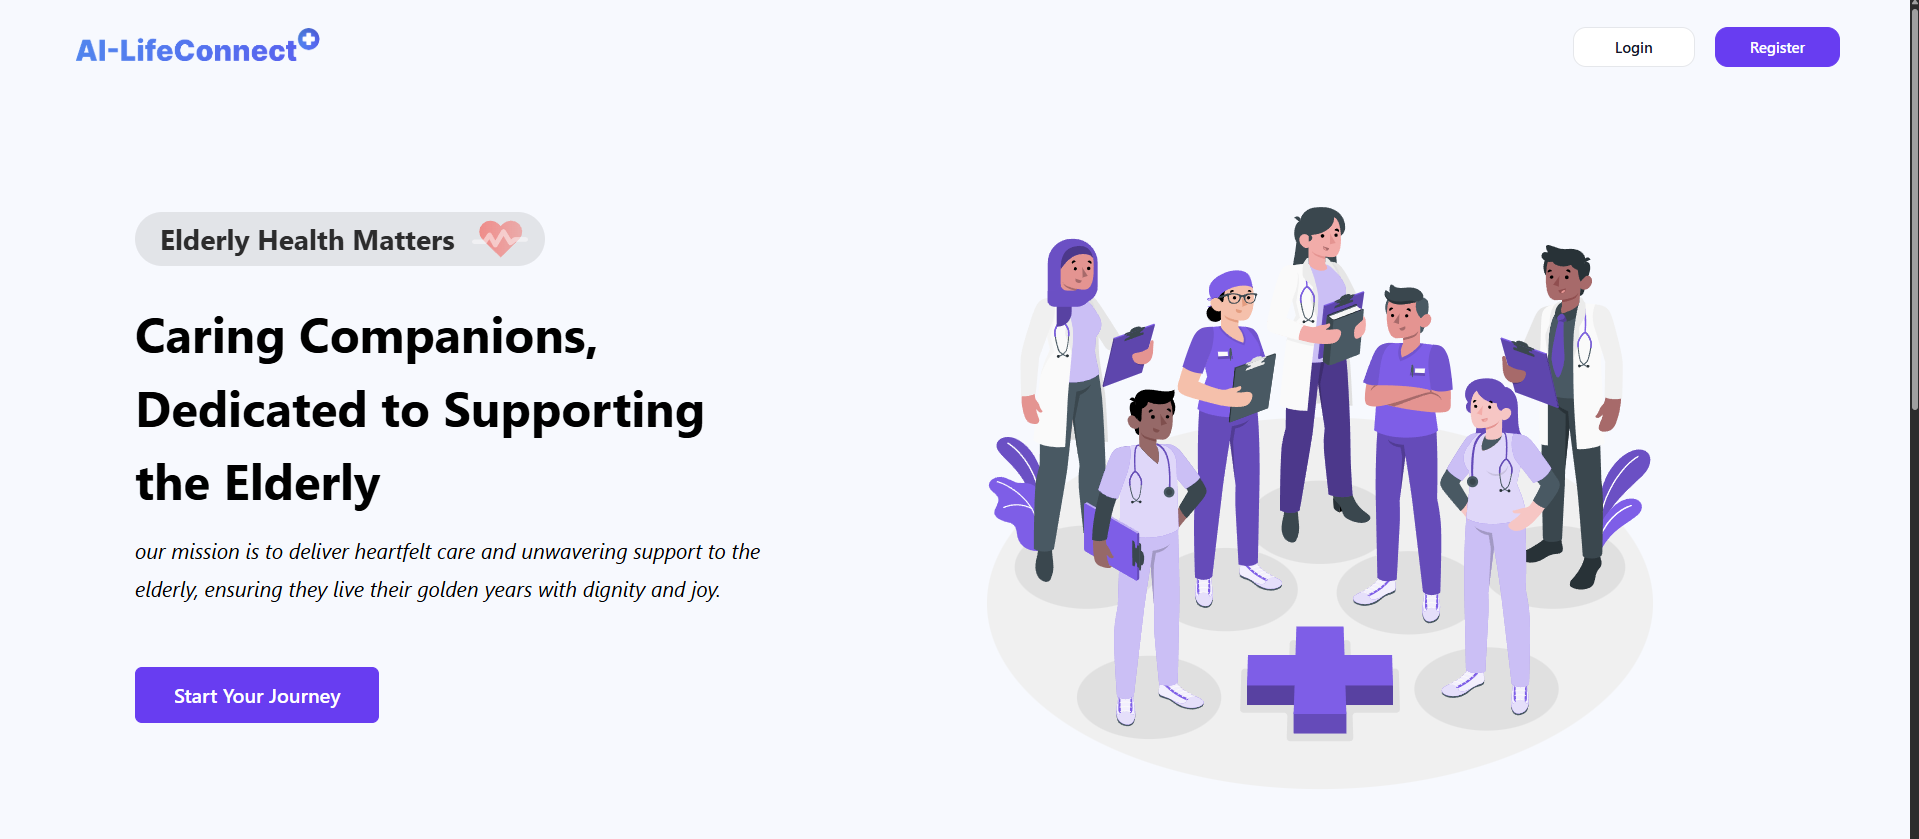 AI-LifeConnect
Login
Register
Elderly Health Matters
Caring Companions,
Dedicated to Supporting
the Elderly
our mission is to deliver heartfelt care and unwavering support to the
elderly, ensuring they live their golden years with dignity and joy.
Start Your Journey